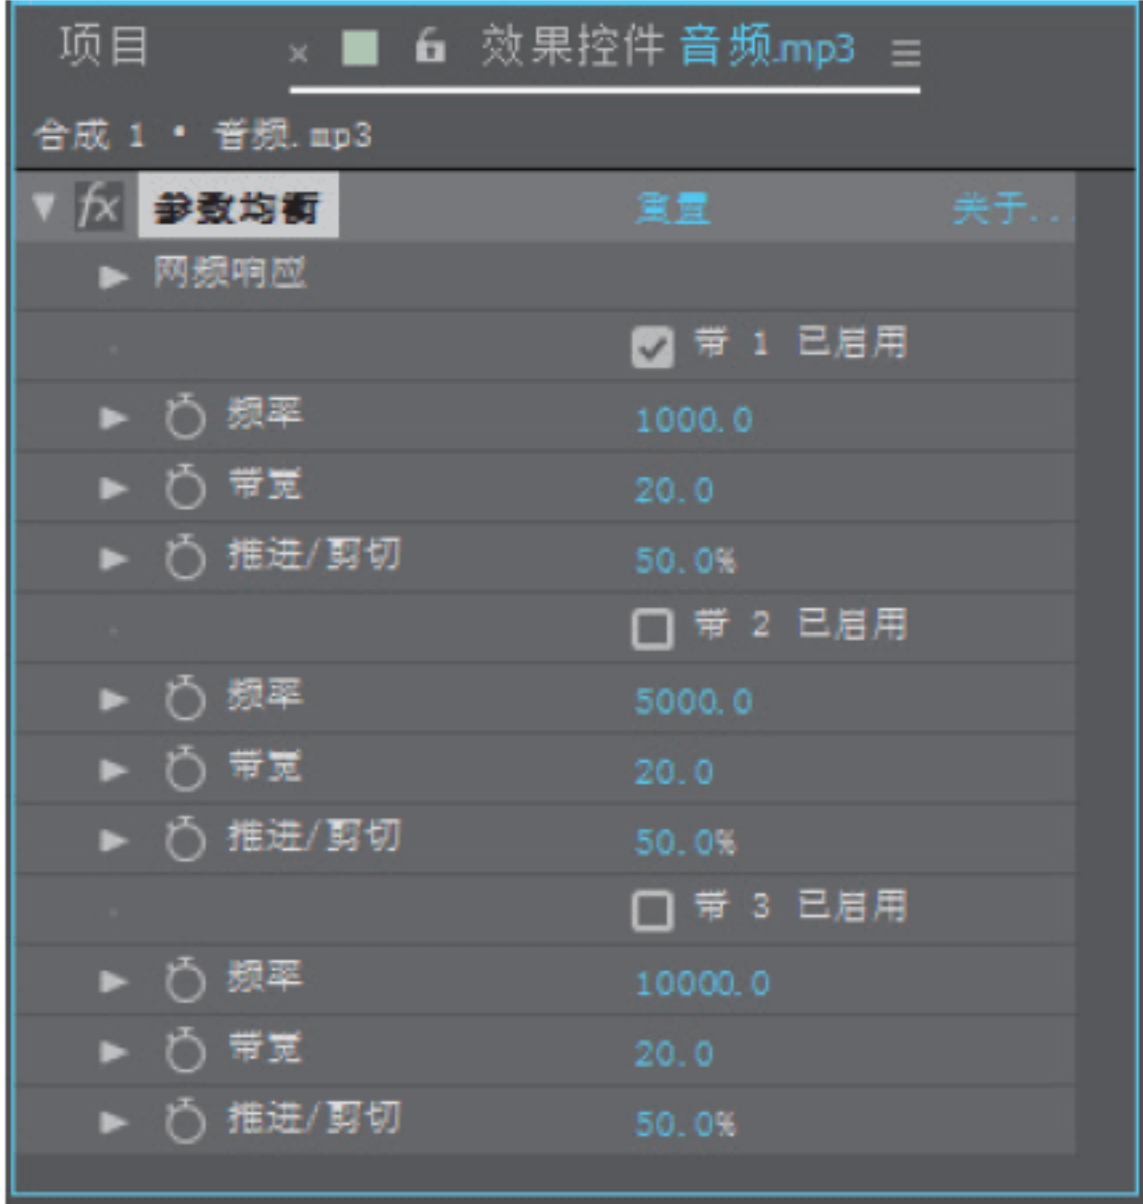 项目 × 效果控件 音频.mp3 ☰
合成 1 • 音频.mp3
fx 参数均衡 重置 关于...
网频响应
带 1 已启用
频率 1000.0
带宽 20.0
推进/剪切 50.0%
带 2 已启用
频率 5000.0
带宽 20.0
推进/剪切 50.0%
带 3 已启用
频率 10000.0
带宽 20.0
推进/剪切 50.0%